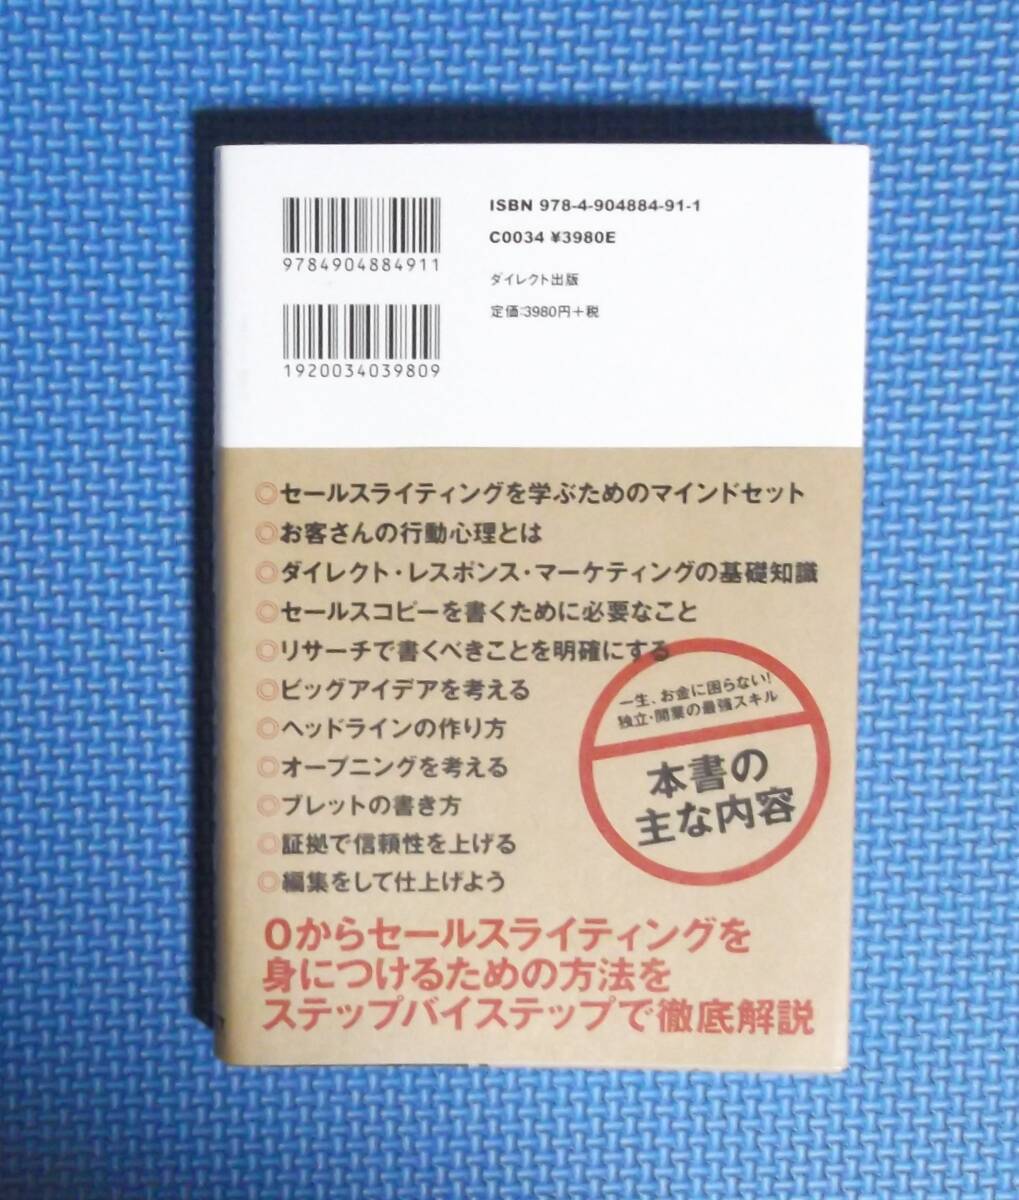 ISBN 978-4-904884-91-1
C0034 ¥3980E
9784904884911
ダイレクト出版
定価:3980円+税
1920034039809
◎セールスライティングを学ぶためのマインドセット
◎お客さんの行動心理とは
◎ダイレクト・レスポンス・マーケティングの基礎知識
◎セールスコピーを書くために必要なこと
◎リサーチで書くべきことを明確にする
◎ビッグアイデアを考える
◎ヘッドラインの作り方
◎オープニングを考える
◎ブレットの書き方
◎証拠で信頼性を上げる
◎編集をして仕上げよう
一生、お金に困らない!
独立・開業の最強スキル
本書の
主な内容
0からセールスライティングを
身につけるための方法を
ステップバイステップで徹底解説